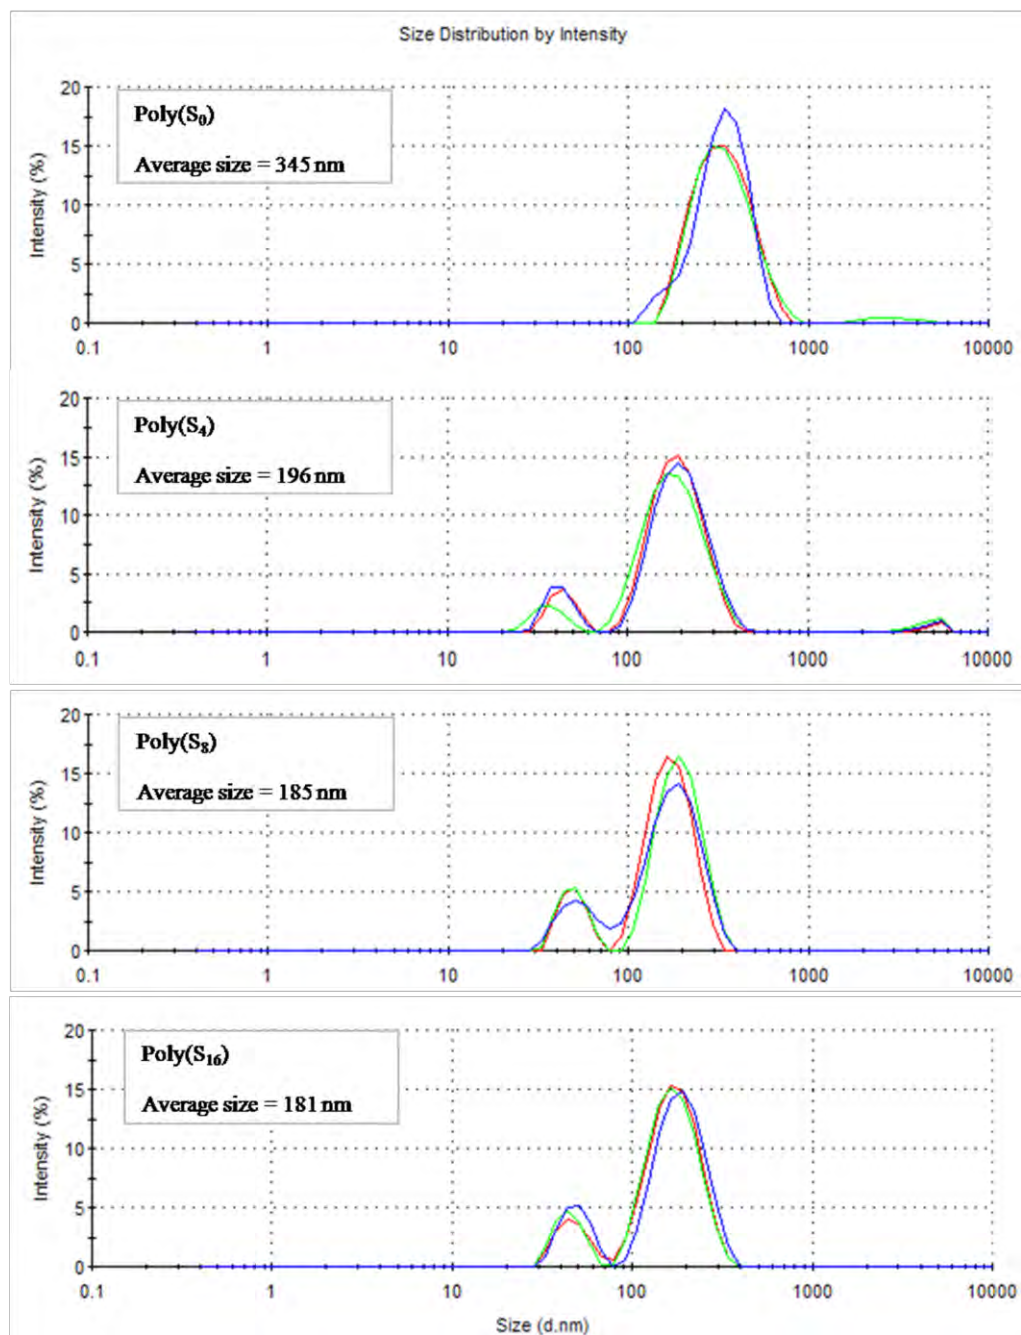 Size Distribution by Intensity
20
15
10
5
0
Intensity (%)
Poly(S₀)
Average size = 345 nm
0.1 1 10 100 1000 10000
20
15
10
5
0
Intensity (%)
Poly(S₄)
Average size = 196 nm
0.1 1 10 100 1000 10000
20
15
10
5
0
Intensity (%)
Poly(S₈)
Average size = 185 nm
0.1 1 10 100 1000 10000
20
15
10
5
0
Intensity (%)
Poly(S₁₆)
Average size = 181 nm
0.1 1 10 100 1000 10000
Size (d.nm)